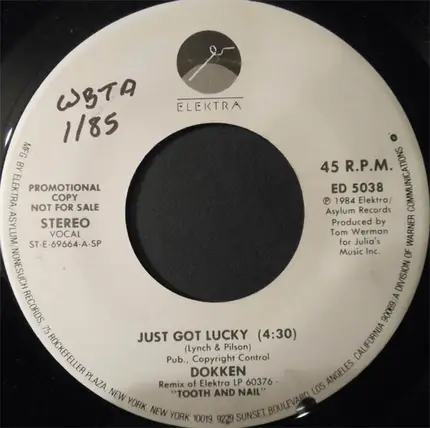 ELEKTRA
WBTA
1/85
PROMOTIONAL
COPY
NOT FOR SALE
STEREO
VOCAL
ST-E-69664-A-SP
45 R.P.M.
ED 5038
℗ 1984 Elektra/
Asylum Records
Produced by
Tom Werman
for Julia's
Music Inc.
JUST GOT LUCKY (4:30)
(Lynch & Pilson)
Pub., Copyright Control
DOKKEN
Remix of Elektra LP 60376 -
"TOOTH AND NAIL"
MFG. BY ELEKTRA/ASYLUM/NONESUCH RECORDS, 75 ROCKEFELLER PLAZA, NEW YORK, NEW YORK 10019. 9229 SUNSET BOULEVARD, LOS ANGELES, CALIFORNIA 90069. A DIVISION OF WARNER COMMUNICATIONS